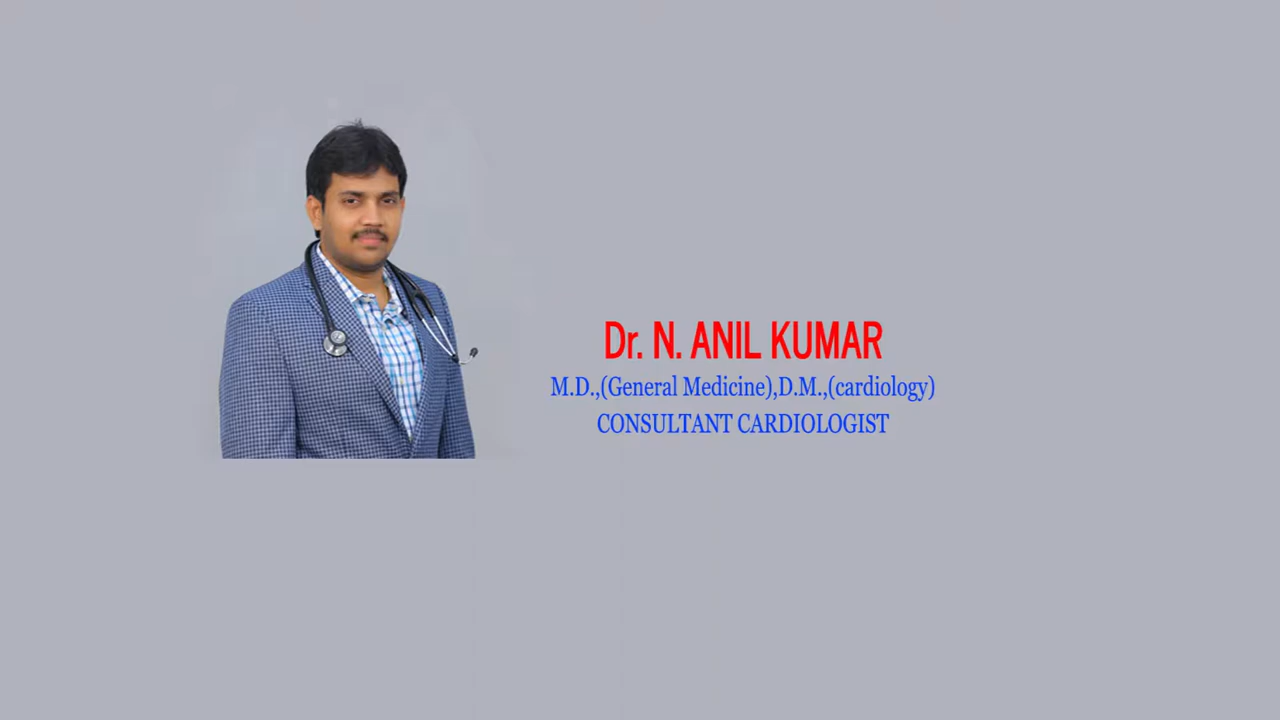 Dr. N. ANIL KUMAR
M.D.,(General Medicine),D.M.,(cardiology)
CONSULTANT CARDIOLOGIST